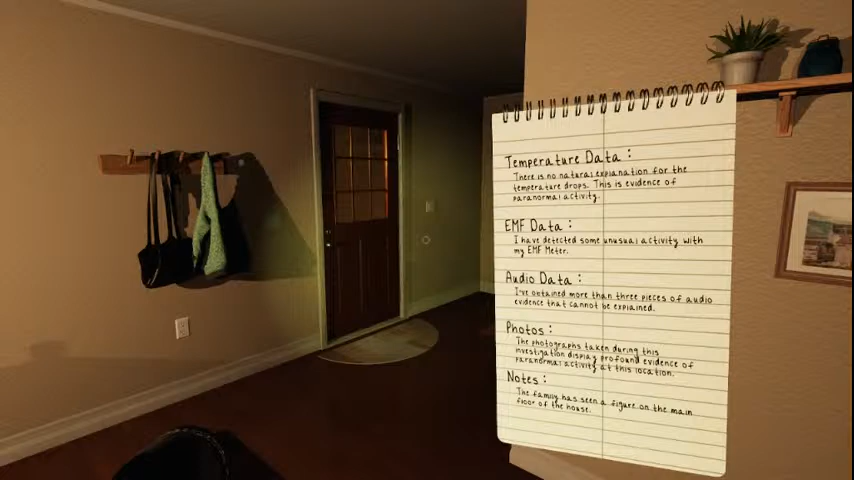 Temperature Data:
There is no natural explanation for the
temperature drops. This is evidence of
paranormal activity.
EMF Data:
I have detected some unusual activity with
my EMF Meter.
Audio Data:
I've obtained more than three pieces of audio
evidence that cannot be explained.
Photos:
The photographs taken during this
investigation display profound evidence of
paranormal activity at this location.
Notes:
The family has seen a figure on the main
floor of the house.